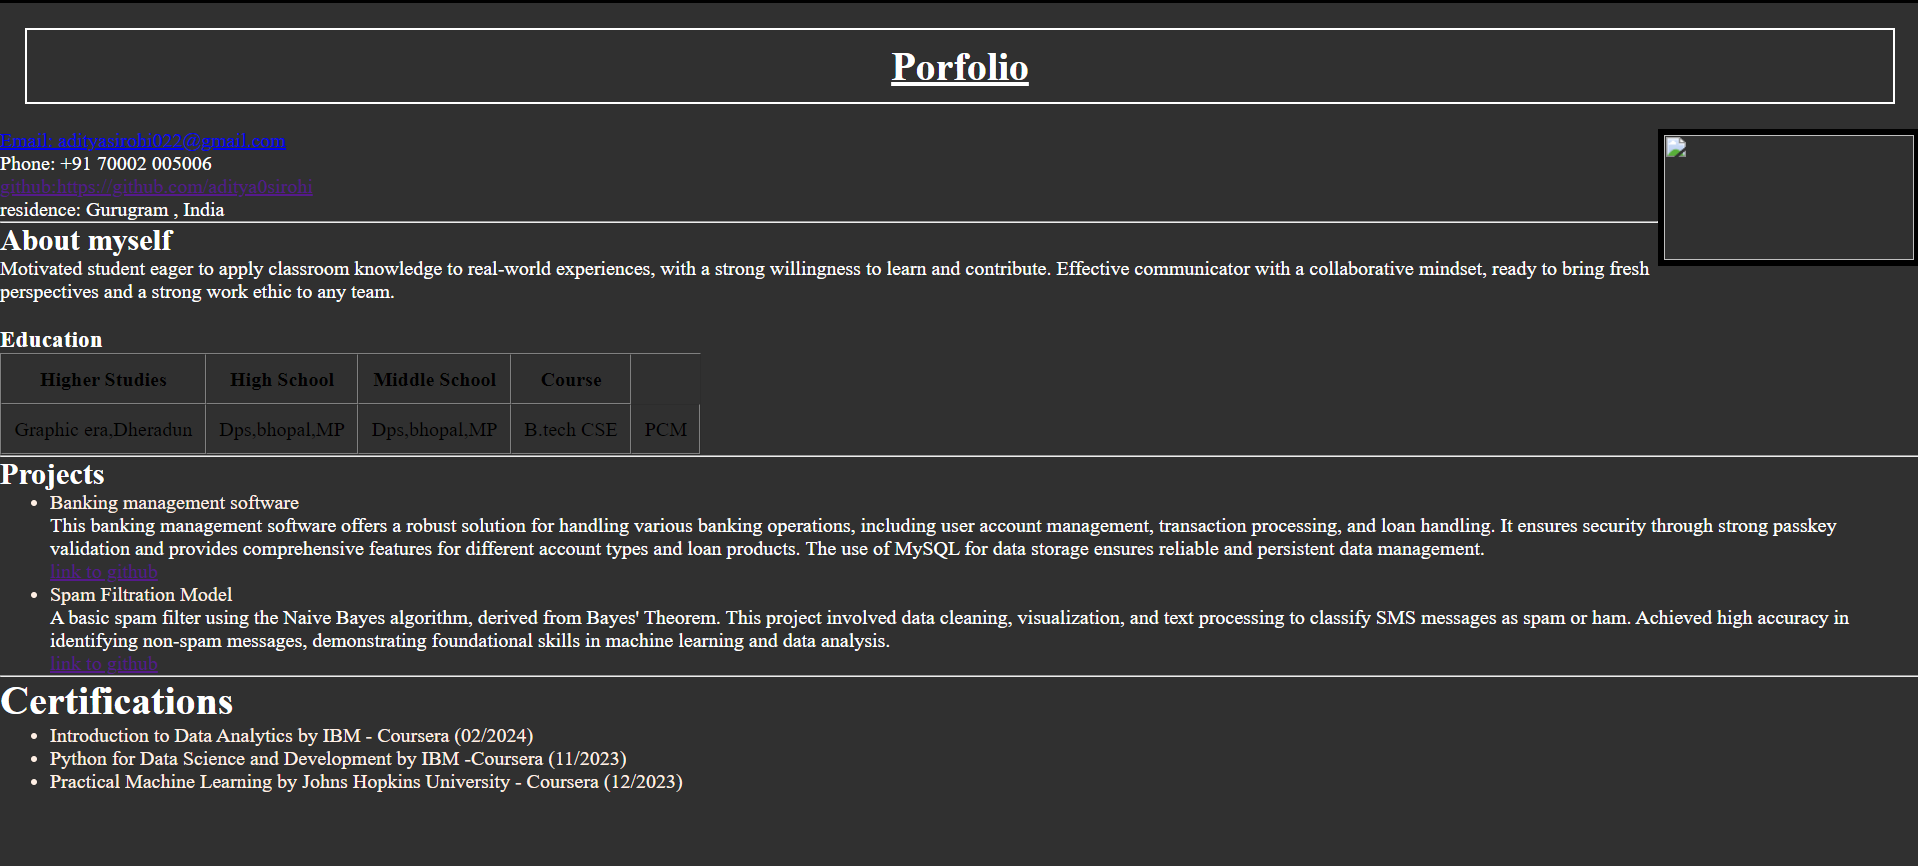 Porfolio
Email: adityasirohi022@gmail.com
Phone: +91 70002 005006
github:https://github.com/aditya0sirohi
residence: Gurugram , India
About myself
Motivated student eager to apply classroom knowledge to real-world experiences, with a strong willingness to learn and contribute. Effective communicator with a collaborative mindset, ready to bring fresh
perspectives and a strong work ethic to any team.
Education
Higher Studies High School Middle School Course
Graphic era,Dheradun Dps,bhopal,MP Dps,bhopal,MP B.tech CSE PCM
Projects
Banking management software
This banking management software offers a robust solution for handling various banking operations, including user account management, transaction processing, and loan handling. It ensures security through strong passkey
validation and provides comprehensive features for different account types and loan products. The use of MySQL for data storage ensures reliable and persistent data management.
link to github
Spam Filtration Model
A basic spam filter using the Naive Bayes algorithm, derived from Bayes' Theorem. This project involved data cleaning, visualization, and text processing to classify SMS messages as spam or ham. Achieved high accuracy in
identifying non-spam messages, demonstrating foundational skills in machine learning and data analysis.
link to github
Certifications
Introduction to Data Analytics by IBM - Coursera (02/2024)
Python for Data Science and Development by IBM -Coursera (11/2023)
Practical Machine Learning by Johns Hopkins University - Coursera (12/2023)